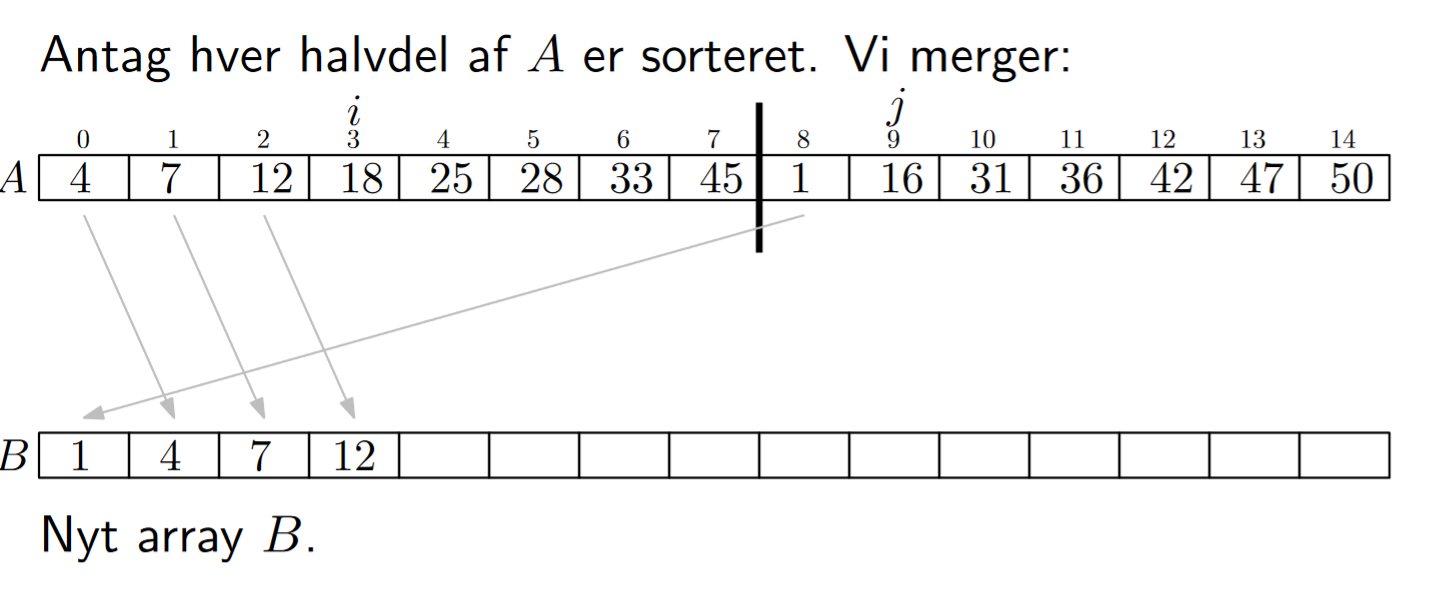 Antag hver halvdel af A er sorteret. Vi merger:
i j
0 1 2 3 4 5 6 7 8 9 10 11 12 13 14
A 4 7 12 18 25 28 33 45 1 16 31 36 42 47 50
B 1 4 7 12
Nyt array B.